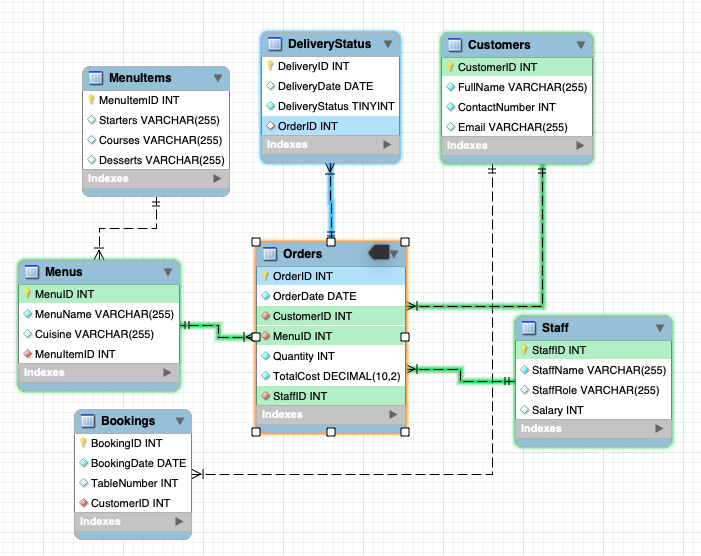 DeliveryStatus
DeliveryID INT
DeliveryDate DATE
DeliveryStatus TINYINT
OrderID INT
Indexes
Customers
CustomerID INT
FullName VARCHAR(255)
ContactNumber INT
Email VARCHAR(255)
Indexes
MenuItems
MenuItemID INT
Starters VARCHAR(255)
Courses VARCHAR(255)
Desserts VARCHAR(255)
Indexes
Orders
OrderID INT
OrderDate DATE
CustomerID INT
MenuID INT
Quantity INT
TotalCost DECIMAL(10,2)
StaffID INT
Indexes
Menus
MenuID INT
MenuName VARCHAR(255)
Cuisine VARCHAR(255)
MenuItemID INT
Indexes
Staff
StaffID INT
StaffName VARCHAR(255)
StaffRole VARCHAR(255)
Salary INT
Indexes
Bookings
BookingID INT
BookingDate DATE
TableNumber INT
CustomerID INT
Indexes